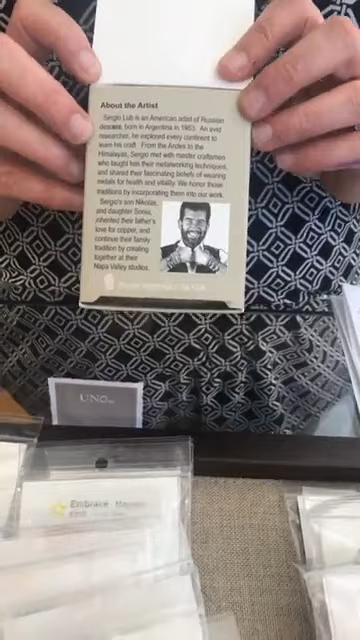 About the Artist
Sergio Lub is an American artist of Russian
descent, born in Argentina in 1953. An avid
researcher, he explored every continent to
learn his craft. From the Andes to the
Himalayas, Sergio met with master craftsmen
who taught him their metalworking techniques,
and shared their fascinating beliefs of wearing
metals for health and vitality. We honor those
traditions by incorporating them into our work.
Sergio's son Nikolas,
and daughter Sonia,
inherited their father's
love for copper, and
continue their family
tradition by creating
together at their
Napa Valley studios.
UNO
Embrace